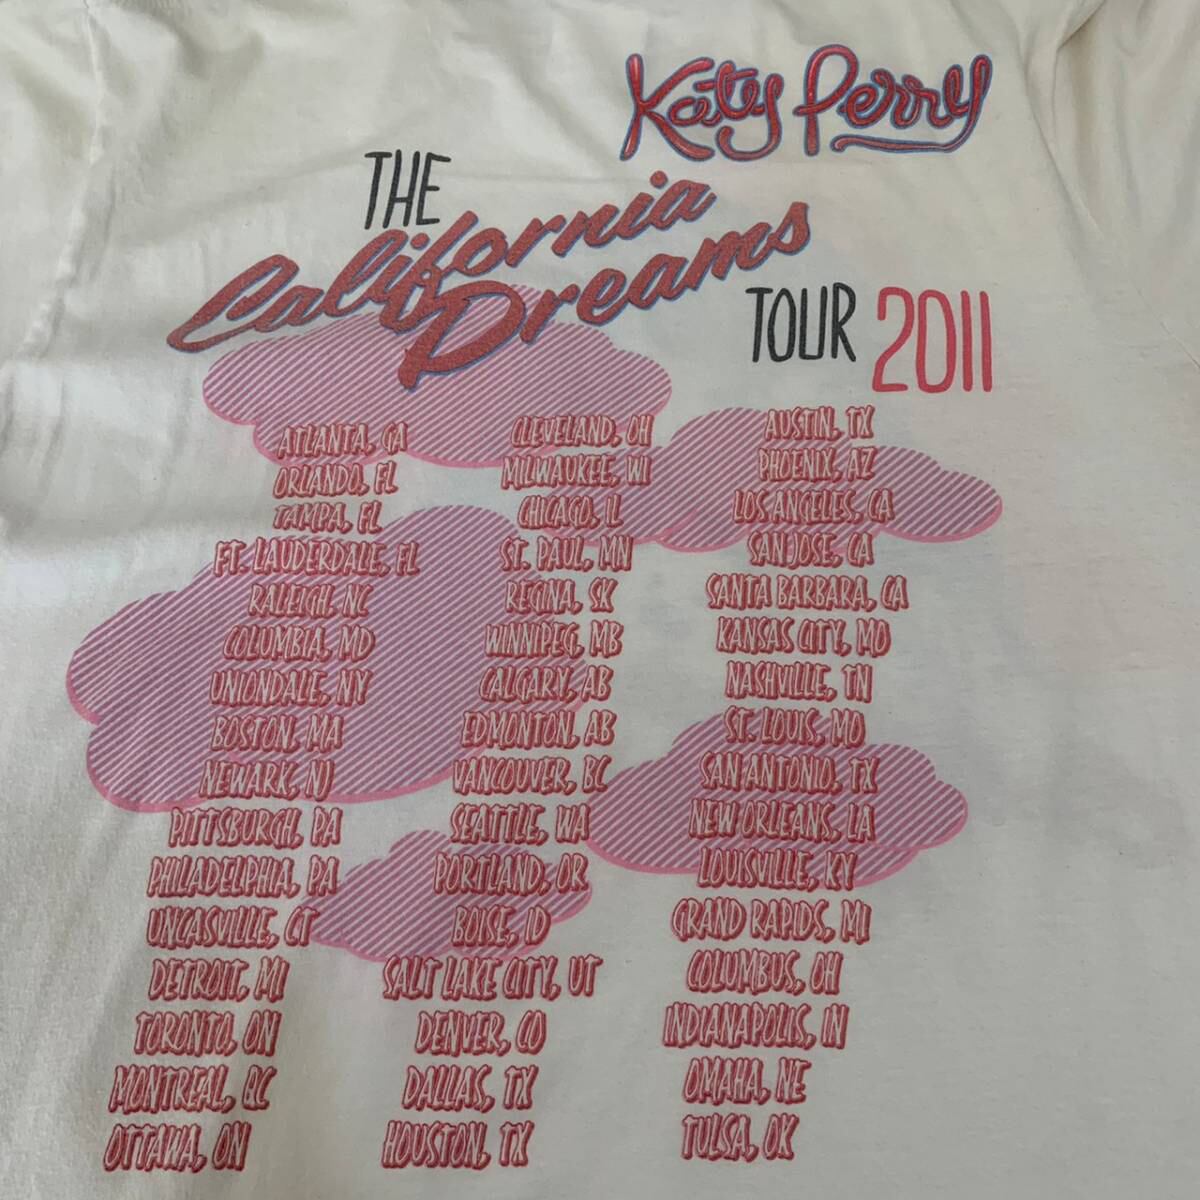 Katy Perry
THE
California
Dreams
TOUR 2011
ATLANTA, GA
ORLANDO, FL
TAMPA, FL
FT. LAUDERDALE, FL
RALEIGH, NC
COLUMBIA, MD
UNIONDALE, NY
BOSTON, MA
NEWARK, NJ
PITTSBURGH, PA
PHILADELPHIA, PA
UNCASVILLE, CT
DETROIT, MI
TORONTO, ON
MONTREAL, QC
OTTAWA, ON
CLEVELAND, OH
MILWAUKEE, WI
CHICAGO, IL
ST. PAUL, MN
REGINA, SK
WINNIPEG, MB
CALGARY, AB
EDMONTON, AB
VANCOUVER, BC
SEATTLE, WA
PORTLAND, OR
BOISE, ID
SALT LAKE CITY, UT
DENVER, CO
DALLAS, TX
HOUSTON, TX
AUSTIN, TX
PHOENIX, AZ
LOS ANGELES, CA
SAN JOSE, CA
SANTA BARBARA, CA
KANSAS CITY, MO
NASHVILLE, TN
ST. LOUIS, MO
SAN ANTONIO, TX
NEW ORLEANS, LA
LOUISVILLE, KY
GRAND RAPIDS, MI
COLUMBUS, OH
INDIANAPOLIS, IN
OMAHA, NE
TULSA, OK